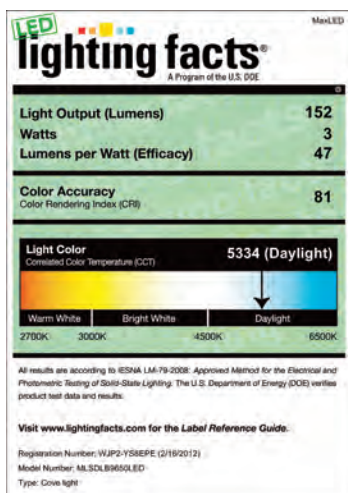 MaxLED
LED
lighting facts®
A Program of the U.S. DOE
Light Output (Lumens) 152
Watts 3
Lumens per Watt (Efficacy) 47
Color Accuracy 81
Color Rendering Index (CRI)
Light Color 5334 (Daylight)
Correlated Color Temperature (CCT)
Warm White Bright White Daylight
2700K 3000K 4500K 6500K
All results are according to IESNA LM-79-2008: Approved Method for the Electrical and
Photometric Testing of Solid-State Lighting. The U.S. Department of Energy (DOE) verifies
product test data and results.
Visit www.lightingfacts.com for the Label Reference Guide.
Registration Number: WJP2-YS8EPE (2/16/2012)
Model Number: MLSDLB9650LED
Type: Cove light